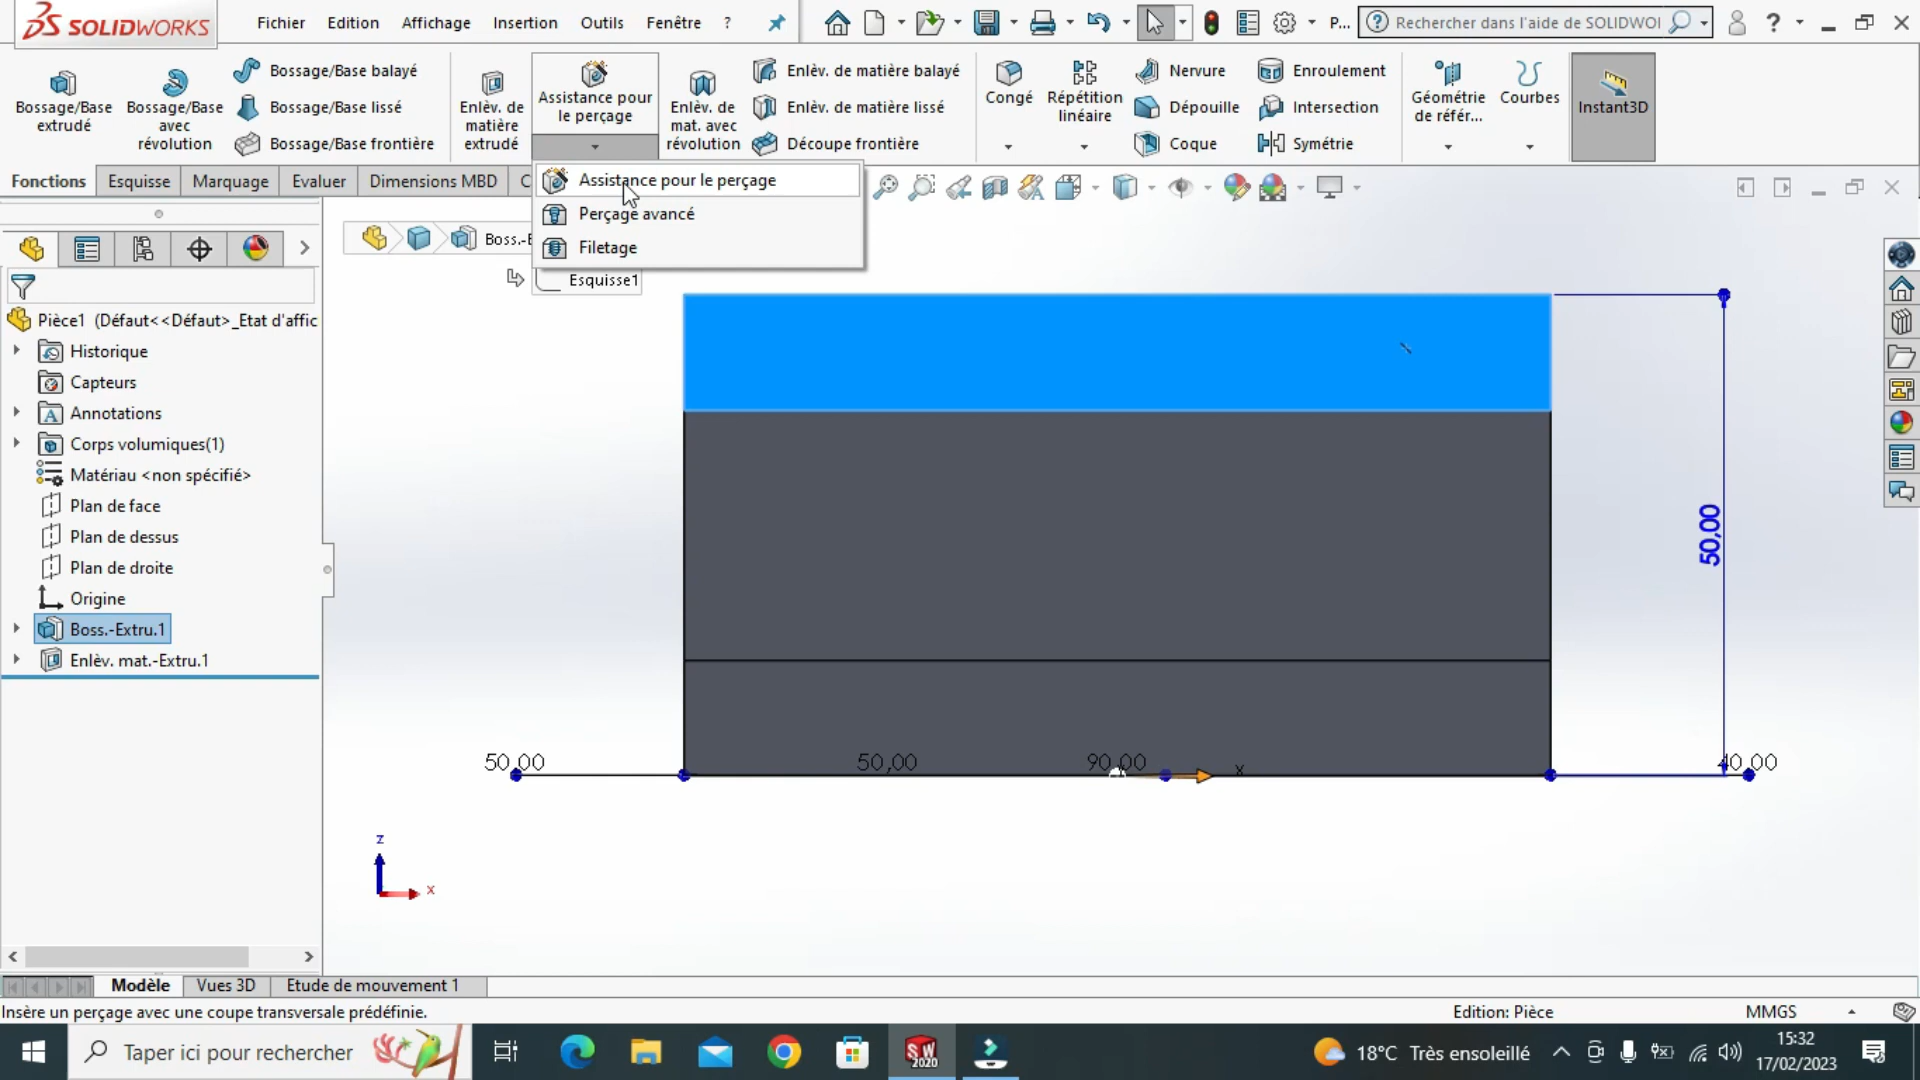 SOLIDWORKS
Fichier Edition Affichage Insertion Outils Fenêtre ?
P...
Rechercher dans l'aide de SOLIDWOI
?
Bossage/Base extrudé
Bossage/Base avec révolution
Bossage/Base balayé
Bossage/Base lissé
Bossage/Base frontière
Enlèv. de matière extrudé
Assistance pour le perçage
Enlèv. de mat. avec révolution
Enlèv. de matière balayé
Enlèv. de matière lissé
Découpe frontière
Congé
Répétition linéaire
Nervure
Dépouille
Coque
Enroulement
Intersection
Symétrie
Géométrie de référ...
Courbes
Instant3D
Fonctions Esquisse Marquage Evaluer Dimensions MBD C
Assistance pour le perçage
Perçage avancé
Filetage
Boss.-E
Esquisse1
Pièce1 (Défaut<<Défaut>_Etat d'affic
Historique
Capteurs
Annotations
Corps volumiques(1)
Matériau <non spécifié>
Plan de face
Plan de dessus
Plan de droite
Origine
Boss.-Extru.1
Enlèv. mat.-Extru.1
50,00
50,00 50,00 90,00 x 40,00
z
x
Modèle Vues 3D Etude de mouvement 1
Insère un perçage avec une coupe transversale prédéfinie.
Edition: Pièce MMGS
Taper ici pour rechercher
SW 2020
18°C Très ensoleillé
15:32
17/02/2023